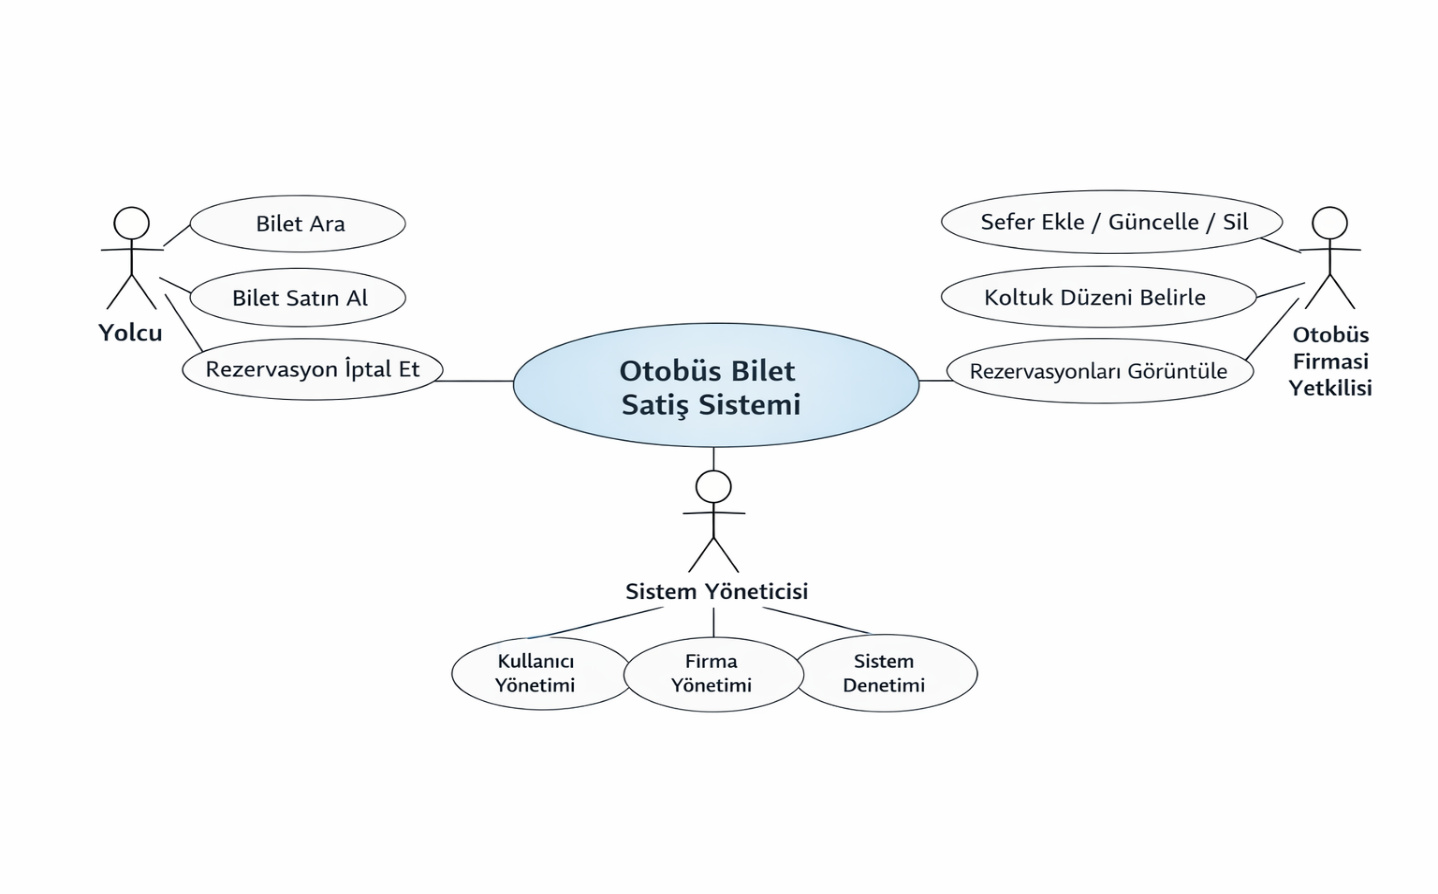 Bilet Ara
Bilet Satın Al
Rezervasyon İptal Et
Yolcu
Otobüs Bilet
Satiş Sistemi
Sefer Ekle / Güncelle / Sil
Koltuk Düzeni Belirle
Rezervasyonları Görüntüle
Otobüs
Firmasi
Yetkilisi
Sistem Yöneticisi
Kullanıcı
Yönetimi
Firma
Yönetimi
Sistem
Denetimi